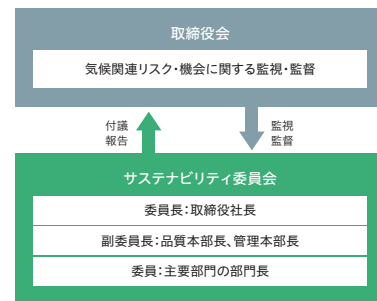 取締役会
気候関連リスク・機会に関する監視・監督
付議
報告
監視
監督
サステナビリティ委員会
委員長：取締役社長
副委員長：品質本部長、管理本部長
委員：主要部門の部門長